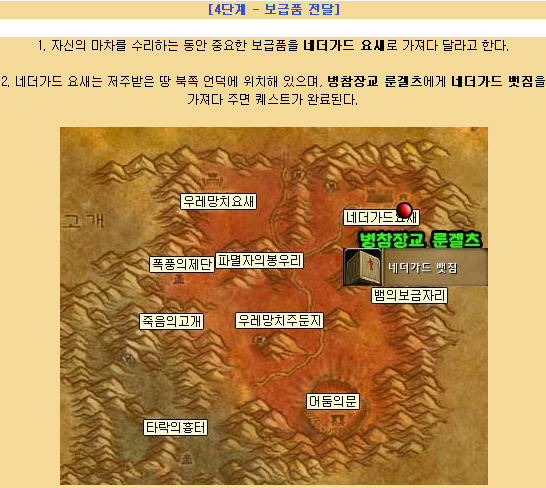 [4단계 - 보급품 전달]
1. 자신의 마차를 수리하는 동안 중요한 보급품을 네더가드 요새로 가져다 달라고 한다.
2. 네더가드 요새는 저주받은 땅 북쪽 언덕에 위치해 있으며, 병참장교 룬겔츠에게 네더가드 뱃짐을
가져다 주면 퀘스트가 완료된다.
우레망치요새
고개
네더가드요새
병참장교 룬겔츠
폭풍의제단
파멸자의봉우리
네더가드 뱃짐
뱀의보금자리
죽음의고개
우레망치주둔지
어둠의문
타락의흉터